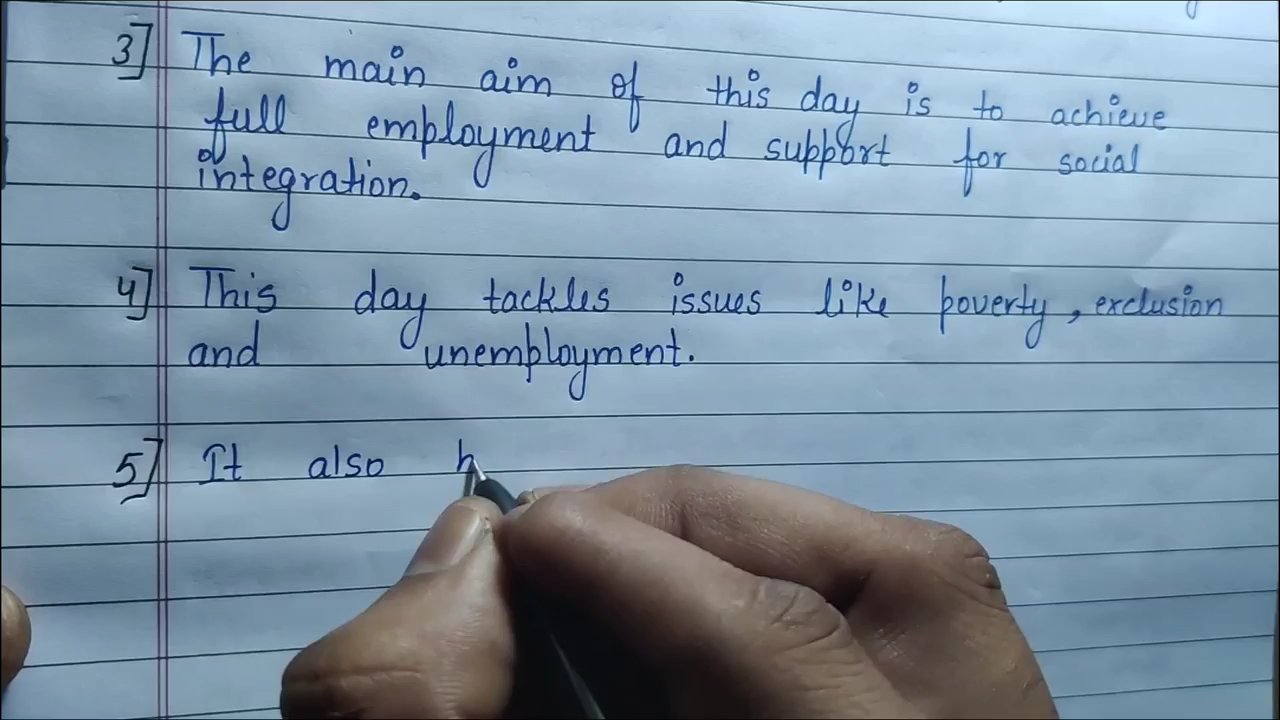 3] The main aim of this day is to achieve
full employment and support for social
integration.
4] This day tackles issues like poverty, exclusion
and unemployment.
5] It also h